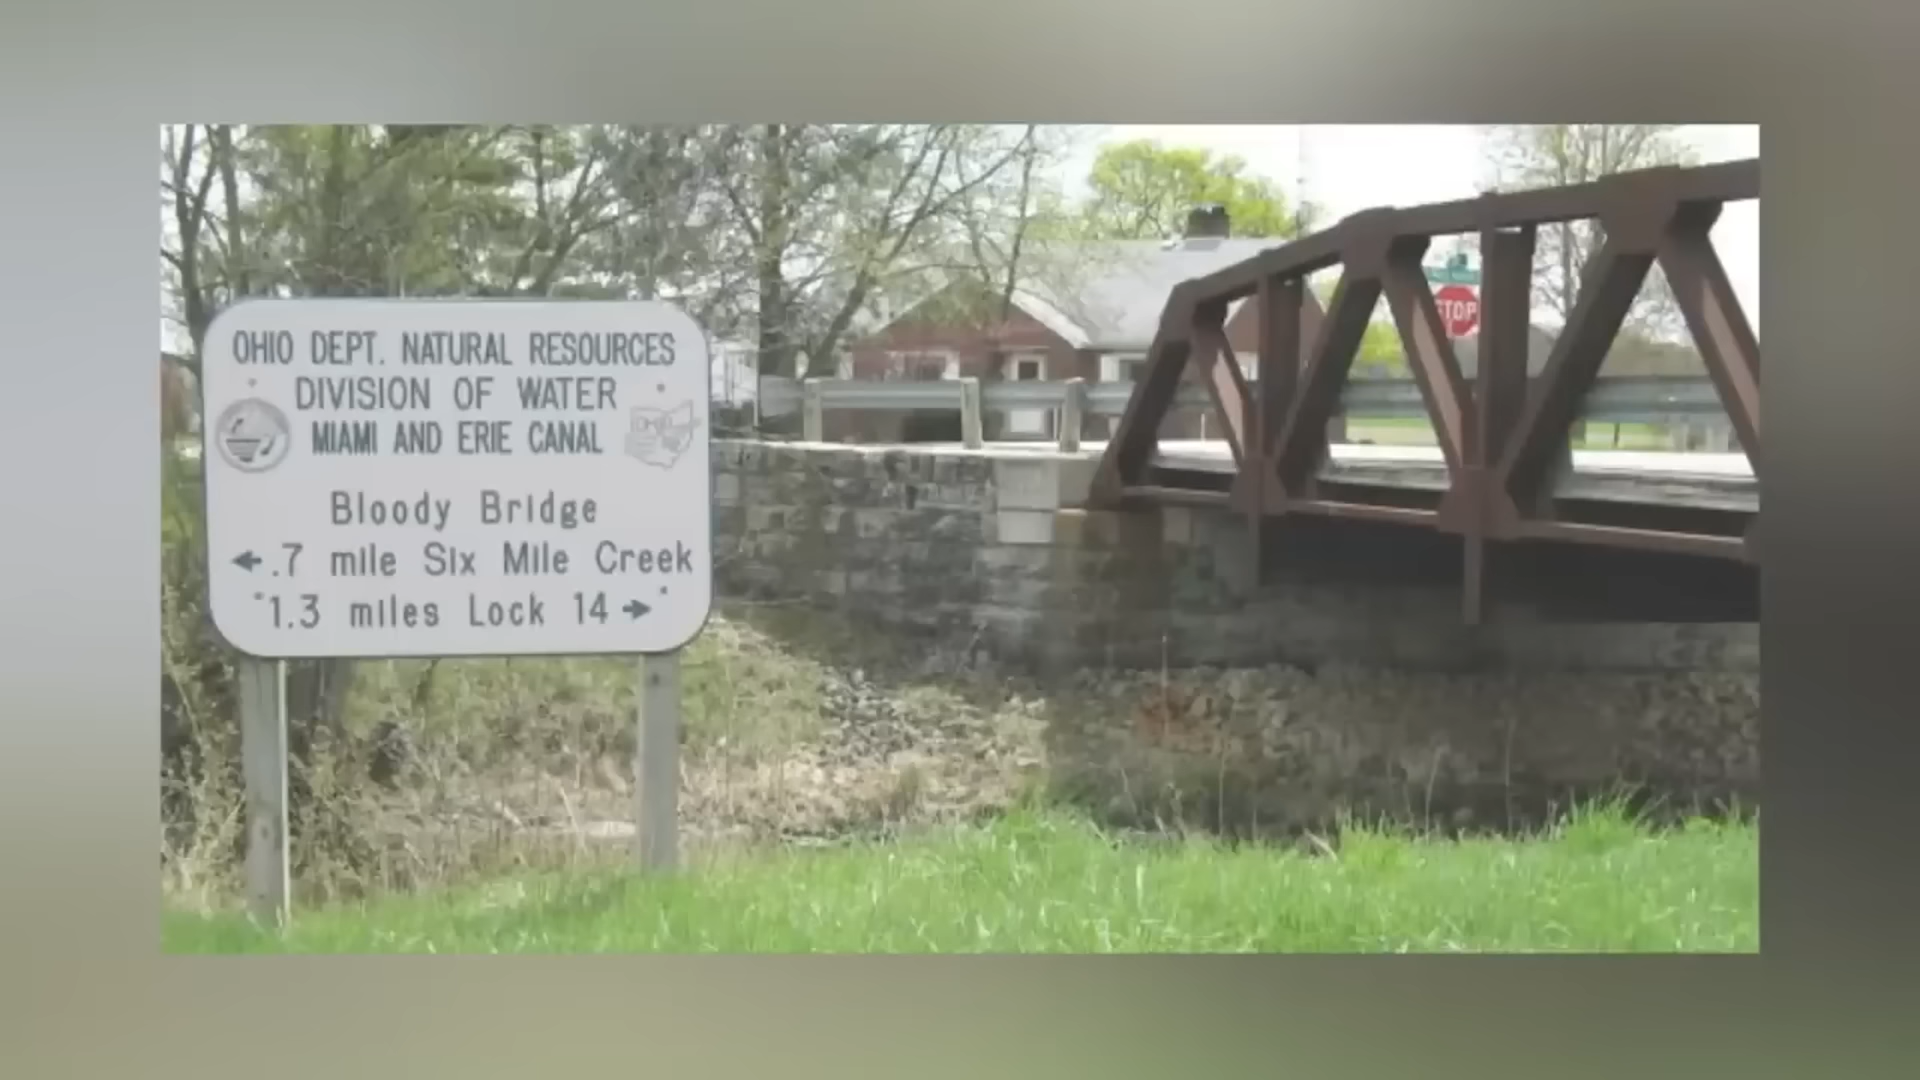 OHIO DEPT. NATURAL RESOURCES
DIVISION OF WATER
MIAMI AND ERIE CANAL
Bloody Bridge
←.7 mile Six Mile Creek
1.3 miles Lock 14→
STOP